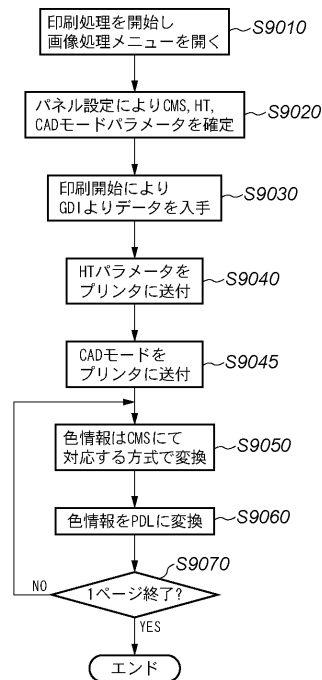 印刷処理を開始し
画像処理メニューを開く
S9010
パネル設定によりCMS, HT,
CADモードパラメータを確定
S9020
印刷開始により
GDIよりデータを入手
S9030
HTパラメータを
プリンタに送付
S9040
CADモードを
プリンタに送付
S9045
色情報はCMSにて
対応する方式で変換
S9050
色情報をPDLに変換
S9060
S9070
1ページ終了?
NO
YES
エンド